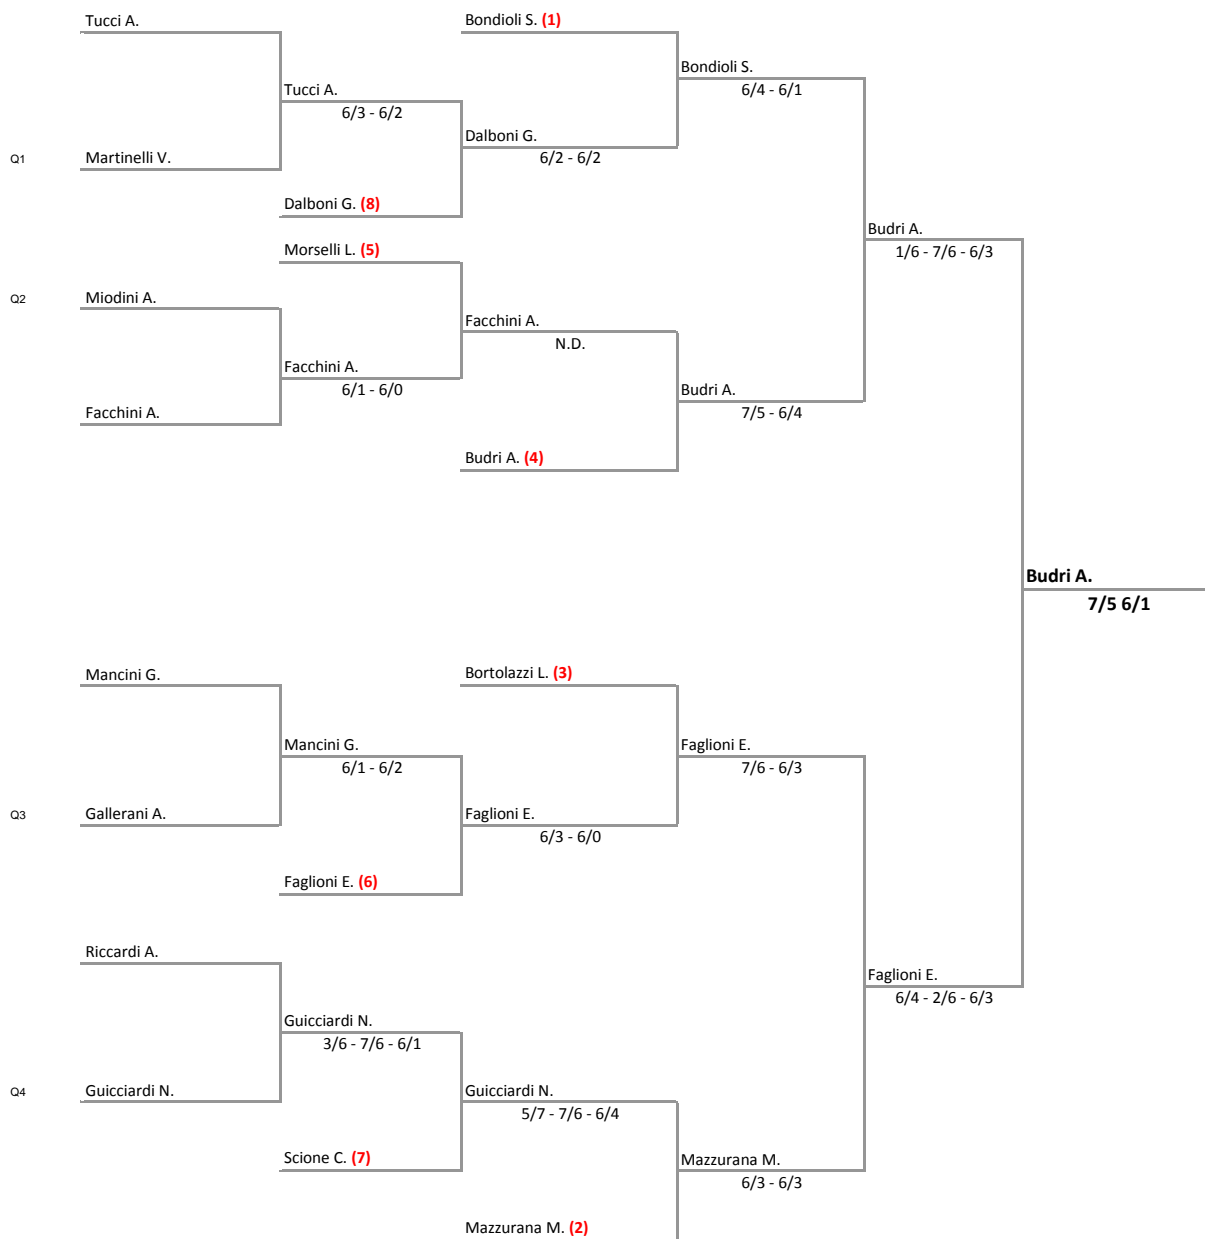 Tucci A.
Bondioli S. (1)
Bondioli S.
6/4 - 6/1
Tucci A.
6/3 - 6/2
Dalboni G.
6/2 - 6/2
Q1
Martinelli V.
Dalboni G. (8)
Budri A.
1/6 - 7/6 - 6/3
Morselli L. (5)
Q2
Miodini A.
Facchini A.
N.D.
Facchini A.
6/1 - 6/0
Budri A.
7/5 - 6/4
Facchini A.
Budri A. (4)
Budri A.
7/5 6/1
Mancini G.
Bortolazzi L. (3)
Mancini G.
6/1 - 6/2
Faglioni E.
7/6 - 6/3
Q3
Gallerani A.
Faglioni E.
6/3 - 6/0
Faglioni E. (6)
Riccardi A.
Faglioni E.
6/4 - 2/6 - 6/3
Guicciardi N.
3/6 - 7/6 - 6/1
Q4
Guicciardi N.
Guicciardi N.
5/7 - 7/6 - 6/4
Scione C. (7)
Mazzurana M.
6/3 - 6/3
Mazzurana M. (2)